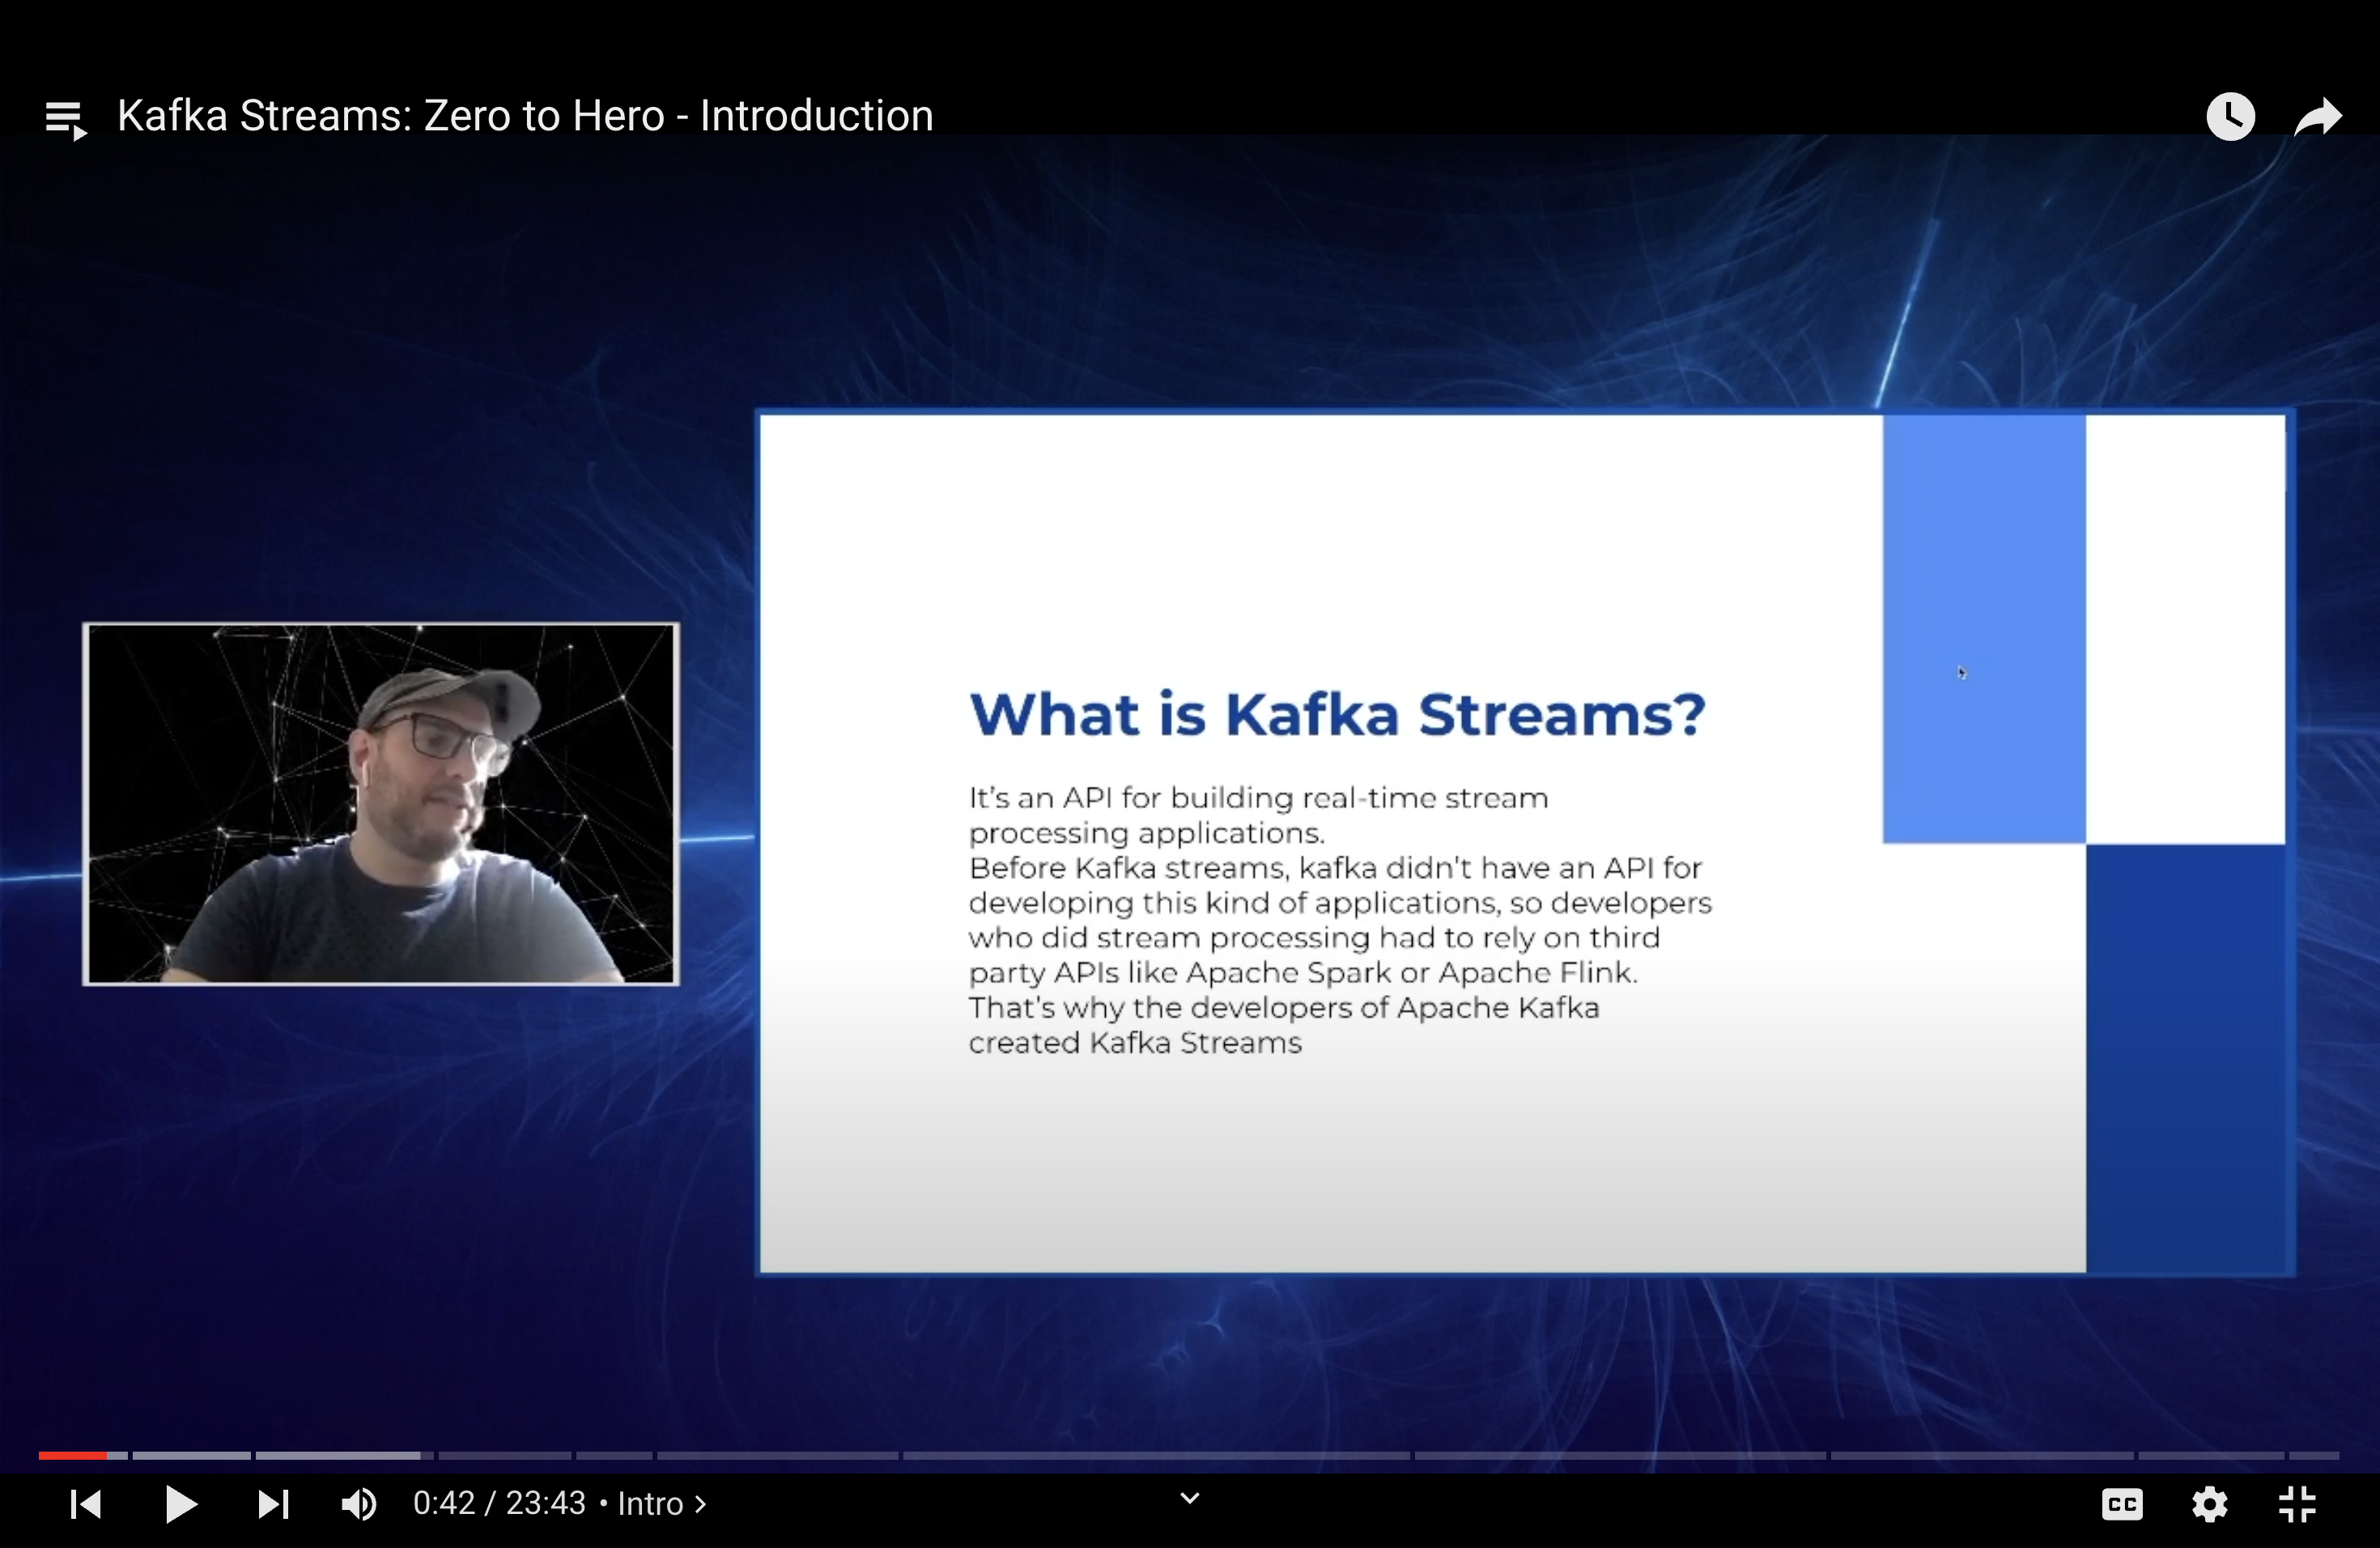 Kafka Streams: Zero to Hero - Introduction
What is Kafka Streams?
It's an API for building real-time stream
processing applications.
Before Kafka streams, kafka didn't have an API for
developing this kind of applications, so developers
who did stream processing had to rely on third
party APIs like Apache Spark or Apache Flink.
That's why the developers of Apache Kafka
created Kafka Streams
0:42 / 23:43 • Intro >
CC